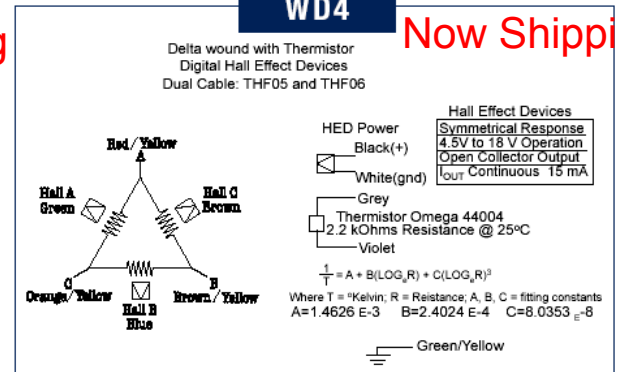 WD4
g
Now Shippi
Delta wound with Thermistor
Digital Hall Effect Devices
Dual Cable: THF05 and THF06
Hall Effect Devices
Symmetrical Response
4.5V to 18 V Operation
Open Collector Output
IOUT Continuous 15 mA
HED Power
Black(+)
White(gnd)
Red/Yellow
A
Hall A
Green
Hall C
Brown
C
Orange/Yellow
B
Brown/Yellow
Hall B
Blue
Grey
Thermistor Omega 44004
2.2 kOhms Resistance @ 25ºC
Violet
1/T = A + B(LOGeR) + C(LOGeR)³
Where T = ºKelvin; R = Reistance; A, B, C = fitting constants
A=1.4626 E-3 B=2.4024 E-4 C=8.0353 E-8
Green/Yellow